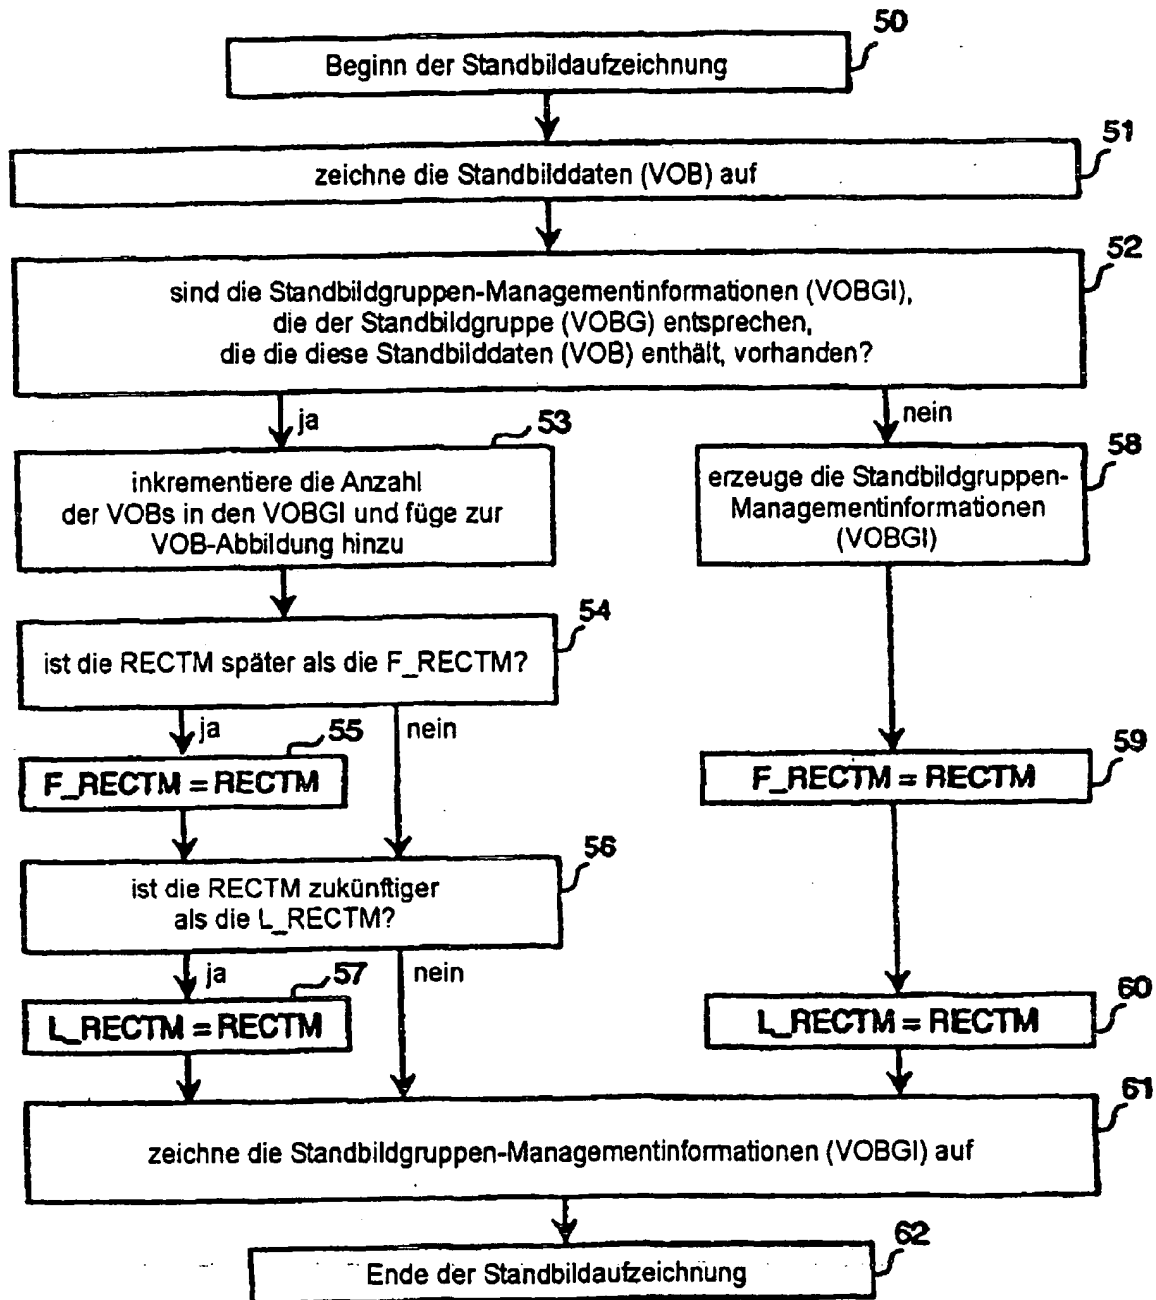 50
Beginn der Standbildaufzeichnung
51
zeichne die Standbilddaten (VOB) auf
52
sind die Standbildgruppen-Managementinformationen (VOBGI),
die der Standbildgruppe (VOBG) entsprechen,
die die diese Standbilddaten (VOB) enthält, vorhanden?
ja
nein
53
inkrementiere die Anzahl
der VOBs in den VOBGI und füge zur
VOB-Abbildung hinzu
58
erzeuge die Standbildgruppen-
Managementinformationen
(VOBGI)
54
ist die RECTM später als die F_RECTM?
ja
nein
55
F_RECTM = RECTM
59
F_RECTM = RECTM
56
ist die RECTM zukünftiger
als die L_RECTM?
ja
nein
57
L_RECTM = RECTM
60
L_RECTM = RECTM
61
zeichne die Standbildgruppen-Managementinformationen (VOBGI) auf
62
Ende der Standbildaufzeichnung